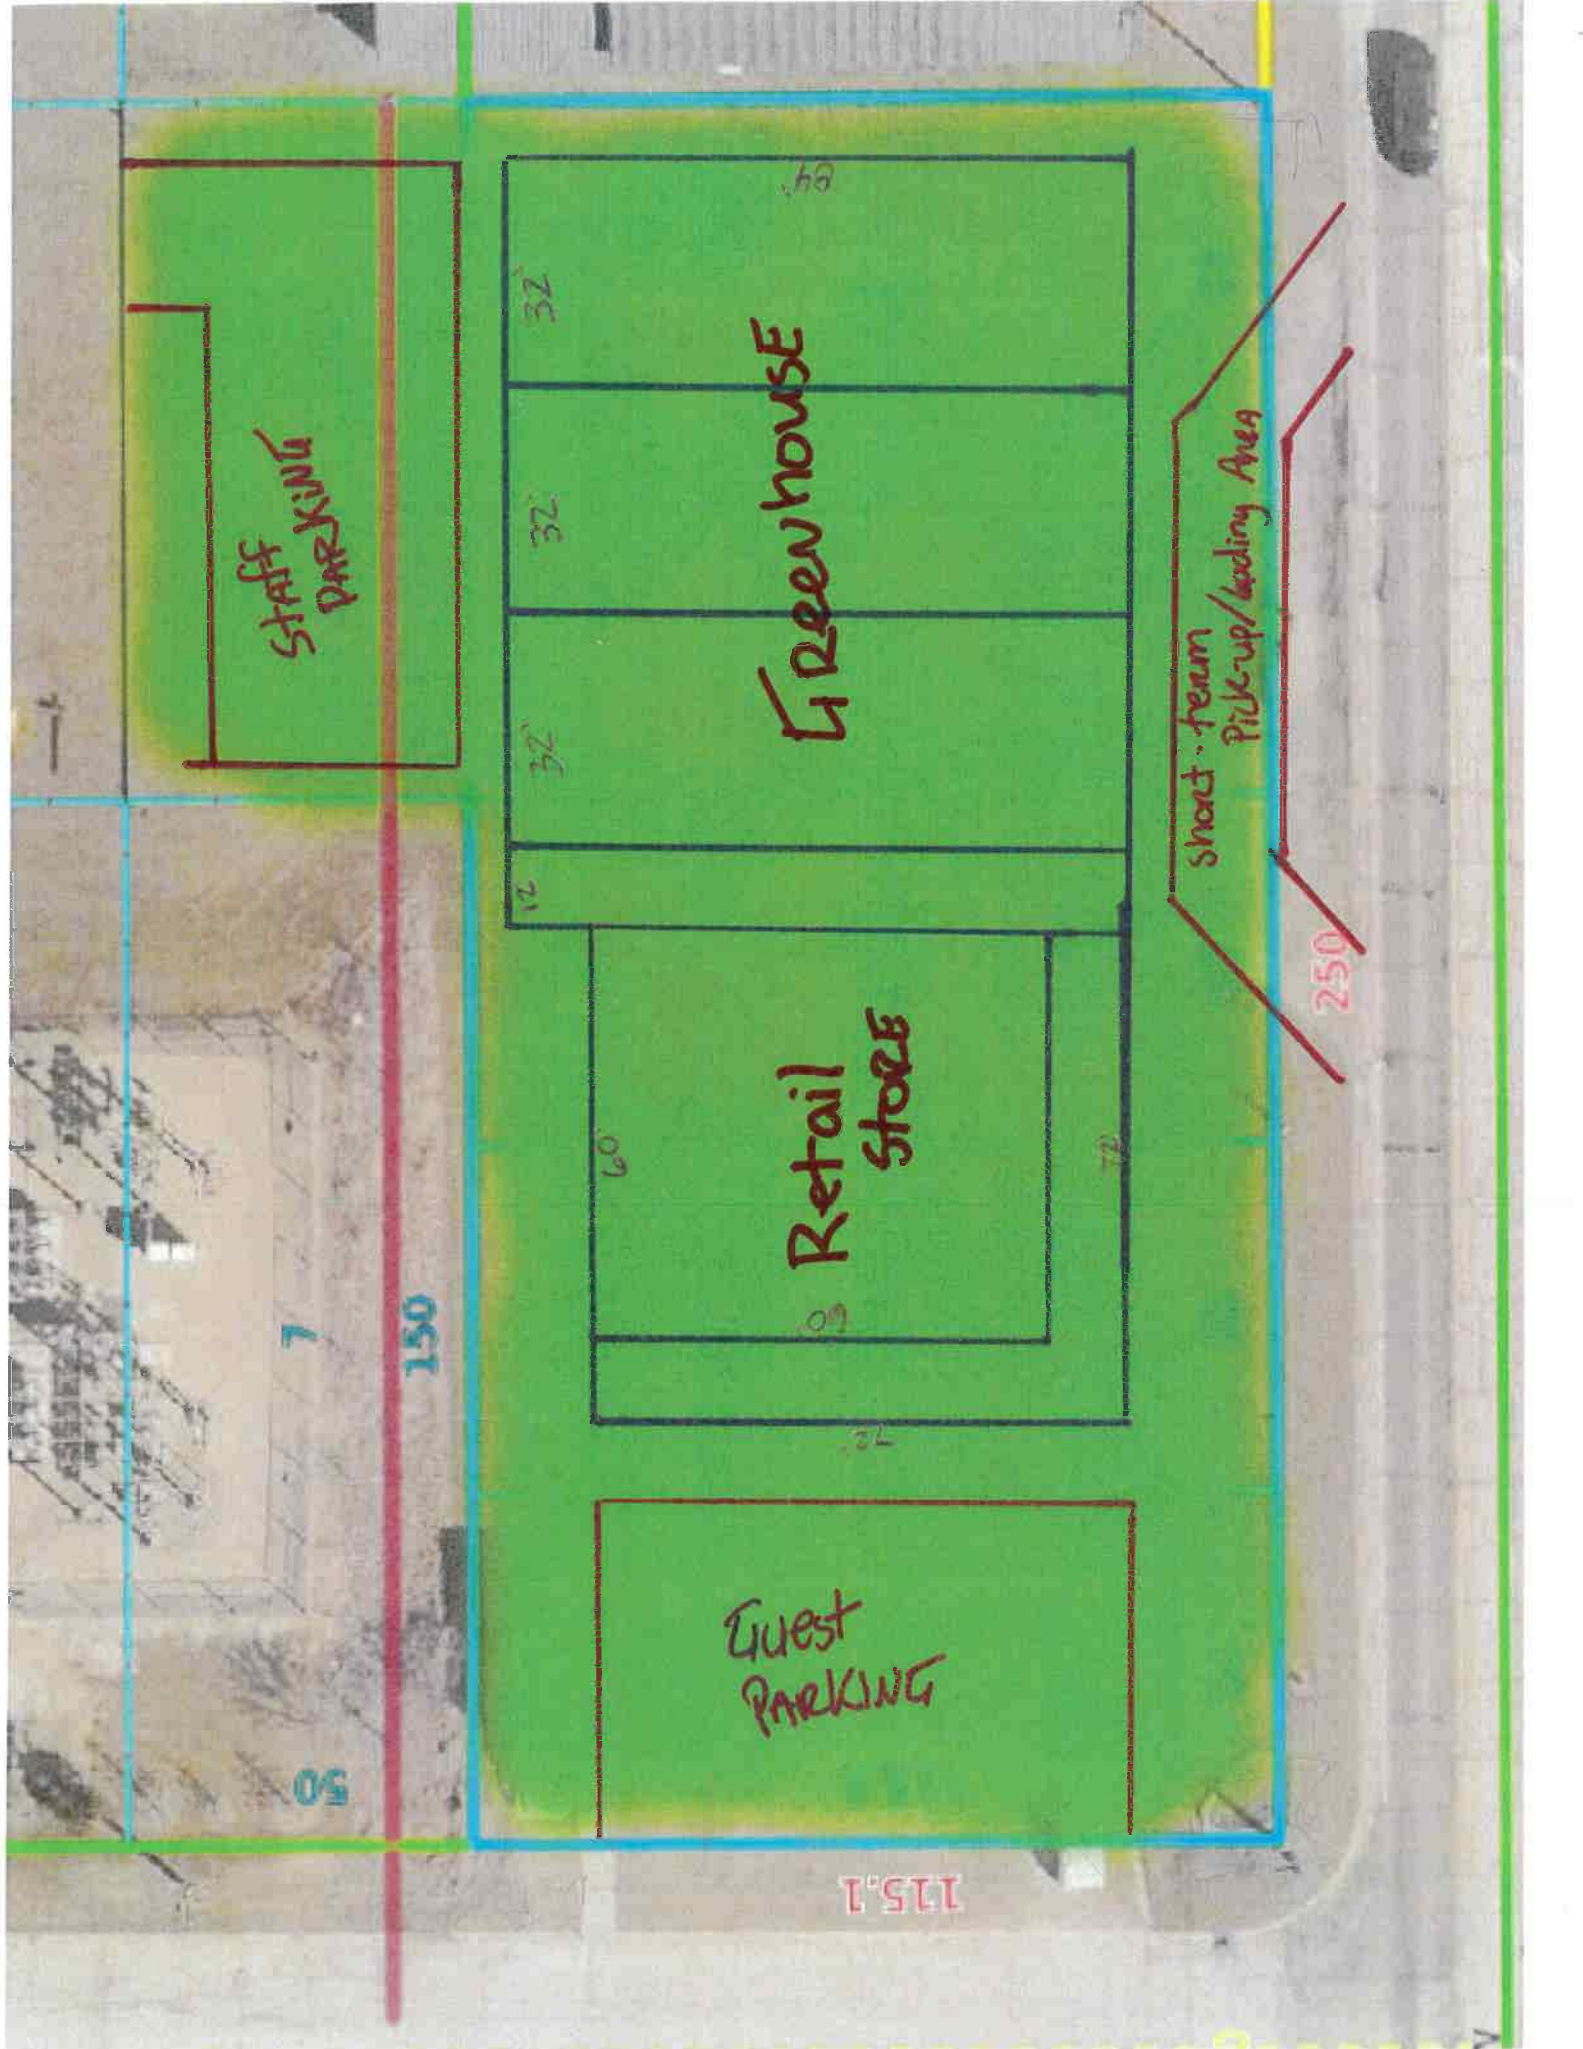 STAFF
PARKING
84'
32'
32'
32'
12
Greenhouse
short-term
Pick-up/loading Area
250
60'
60
72'
72'
Retail
STORE
7
150
50
Guest
PARKING
115.1